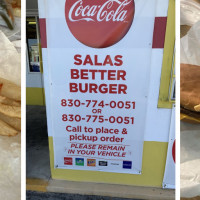 Coca-Cola
SALAS
BETTER
BURGER
830-774-0051
OR
830-775-0051
Call to place &
pickup order
PLEASE REMAIN
IN YOUR VEHICLE